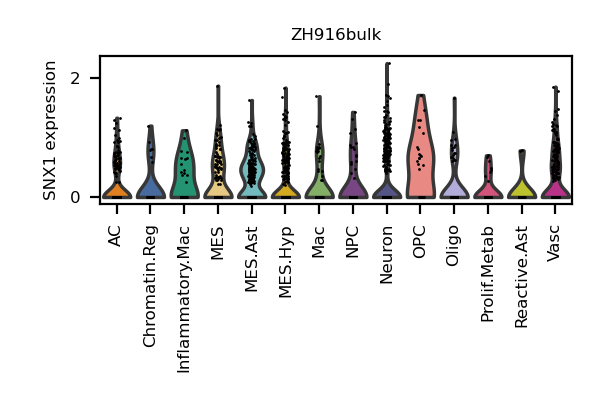 ZH916bulk
SNX1 expression
2
0
AC
Chromatin.Reg
Inflammatory.Mac
MES
MES.Ast
MES.Hyp
Mac
NPC
Neuron
OPC
Oligo
Prolif.Metab
Reactive.Ast
Vasc